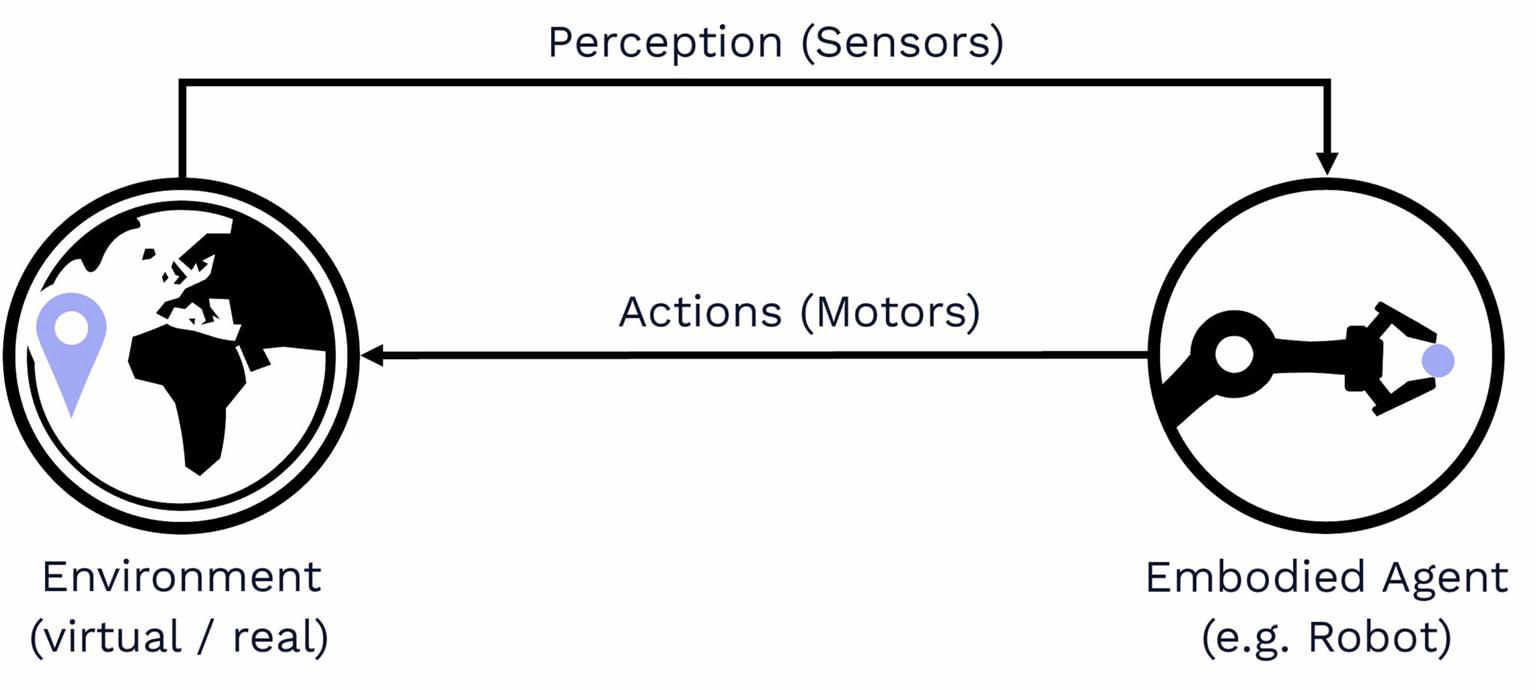 Perception (Sensors)
Actions (Motors)
Environment
(virtual / real)
Embodied Agent
(e.g. Robot)